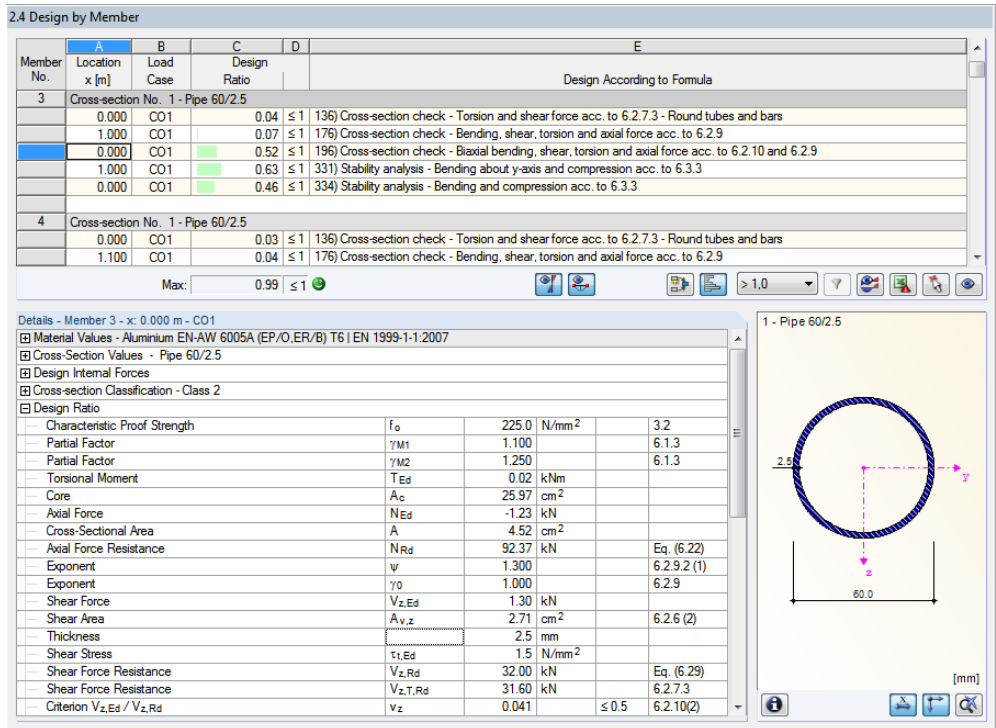 2.4 Design by Member
A B C D E
Member Location Load Design
No. x [m] Case Ratio Design According to Formula
3 Cross-section No. 1 - Pipe 60/2.5
0.000 CO1 0.04 ≤ 1 136) Cross-section check - Torsion and shear force acc. to 6.2.7.3 - Round tubes and bars
1.000 CO1 0.07 ≤ 1 176) Cross-section check - Bending, shear, torsion and axial force acc. to 6.2.9
0.000 CO1 0.52 ≤ 1 196) Cross-section check - Biaxial bending, shear, torsion and axial force acc. to 6.2.10 and 6.2.9
1.000 CO1 0.63 ≤ 1 331) Stability analysis - Bending about y-axis and compression acc. to 6.3.3
0.000 CO1 0.46 ≤ 1 334) Stability analysis - Bending and compression acc. to 6.3.3
4 Cross-section No. 1 - Pipe 60/2.5
0.000 CO1 0.03 ≤ 1 136) Cross-section check - Torsion and shear force acc. to 6.2.7.3 - Round tubes and bars
1.100 CO1 0.04 ≤ 1 176) Cross-section check - Bending, shear, torsion and axial force acc. to 6.2.9
Max: 0.99 ≤ 1 > 1,0
Details - Member 3 - x: 0.000 m - CO1
Material Values - Aluminium EN-AW 6005A (EP/O,ER/B) T6 | EN 1999-1-1:2007
Cross-Section Values - Pipe 60/2.5
Design Internal Forces
Cross-section Classification - Class 2
Design Ratio
Characteristic Proof Strength fo 225.0 N/mm2 3.2
Partial Factor γM1 1.100 6.1.3
Partial Factor γM2 1.250 6.1.3
Torsional Moment TEd 0.02 kNm
Core Ac 25.97 cm2
Axial Force NEd -1.23 kN
Cross-Sectional Area A 4.52 cm2
Axial Force Resistance NRd 92.37 kN Eq. (6.22)
Exponent ψ 1.300 6.2.9.2 (1)
Exponent γ0 1.000 6.2.9
Shear Force Vz,Ed 1.30 kN
Shear Area Av,z 2.71 cm2 6.2.6 (2)
Thickness 2.5 mm
Shear Stress τt,Ed 1.5 N/mm2
Shear Force Resistance Vz,Rd 32.00 kN Eq. (6.29)
Shear Force Resistance Vz,T,Rd 31.60 kN 6.2.7.3
Criterion Vz,Ed / Vz,Rd vz 0.041 ≤ 0.5 6.2.10(2)
1 - Pipe 60/2.5
2.5
y
z
60.0
[mm]